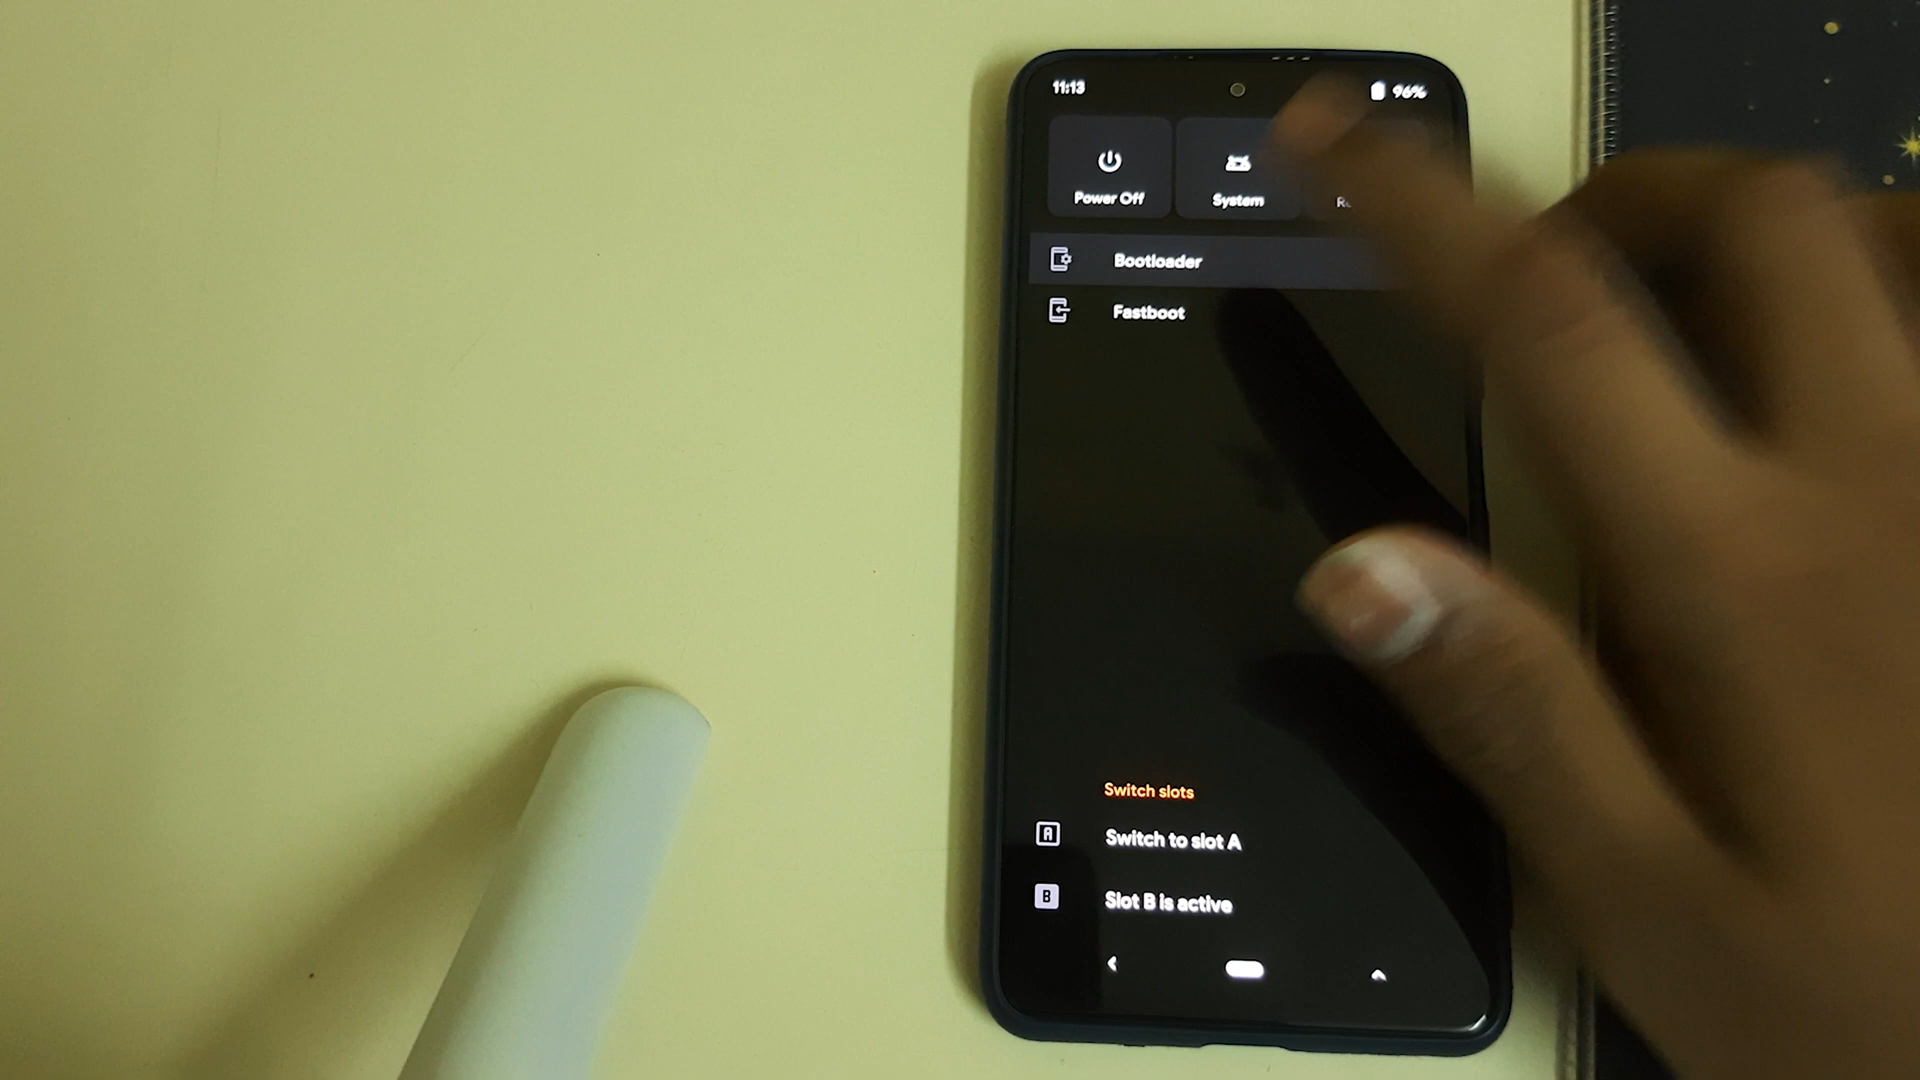 11:13
96%
Power Off
System
Bootloader
Fastboot
Switch slots
A
Switch to slot A
B
Slot B is active